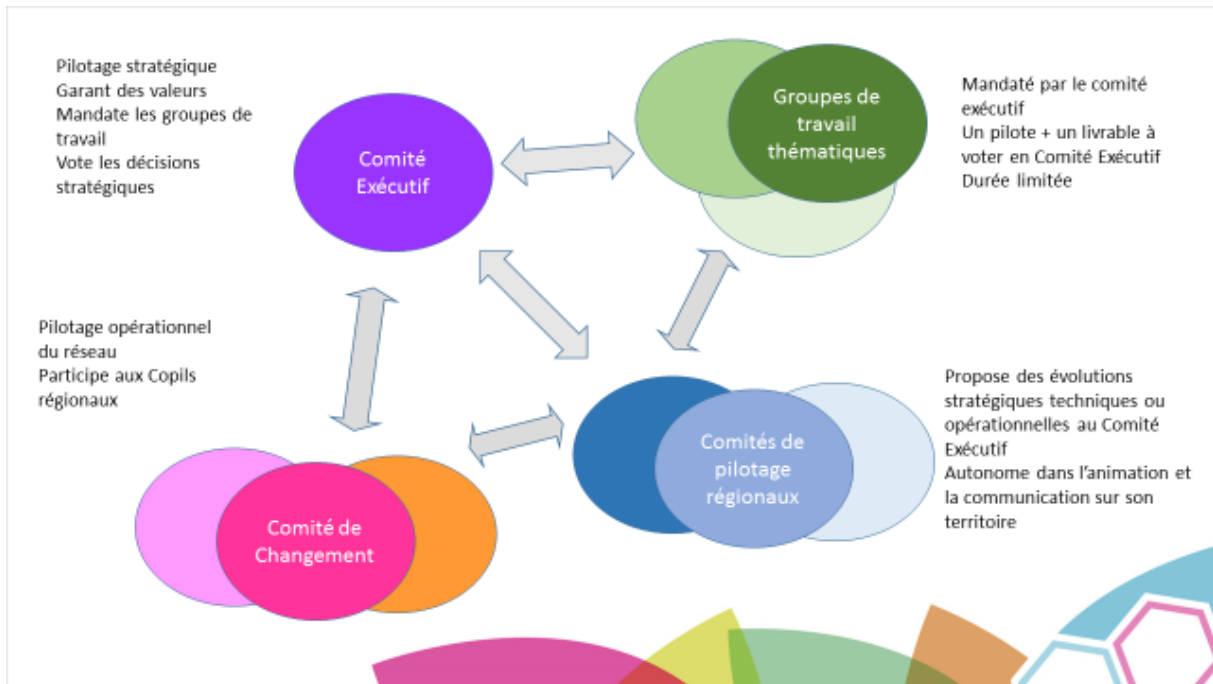 Pilotage stratégique
Garant des valeurs
Mandate les groupes de
travail
Vote les décisions
stratégiques
Comité
Exécutif
Groupes de
travail
thématiques
Mandaté par le comité
exécutif
Un pilote + un livrable à
voter en Comité Exécutif
Durée limitée
Pilotage opérationnel
du réseau
Participe aux Copils
régionaux
Comité de
Changement
Comités de
pilotage
régionaux
Propose des évolutions
stratégiques techniques ou
opérationnelles au Comité
Exécutif
Autonome dans l'animation et
la communication sur son
territoire